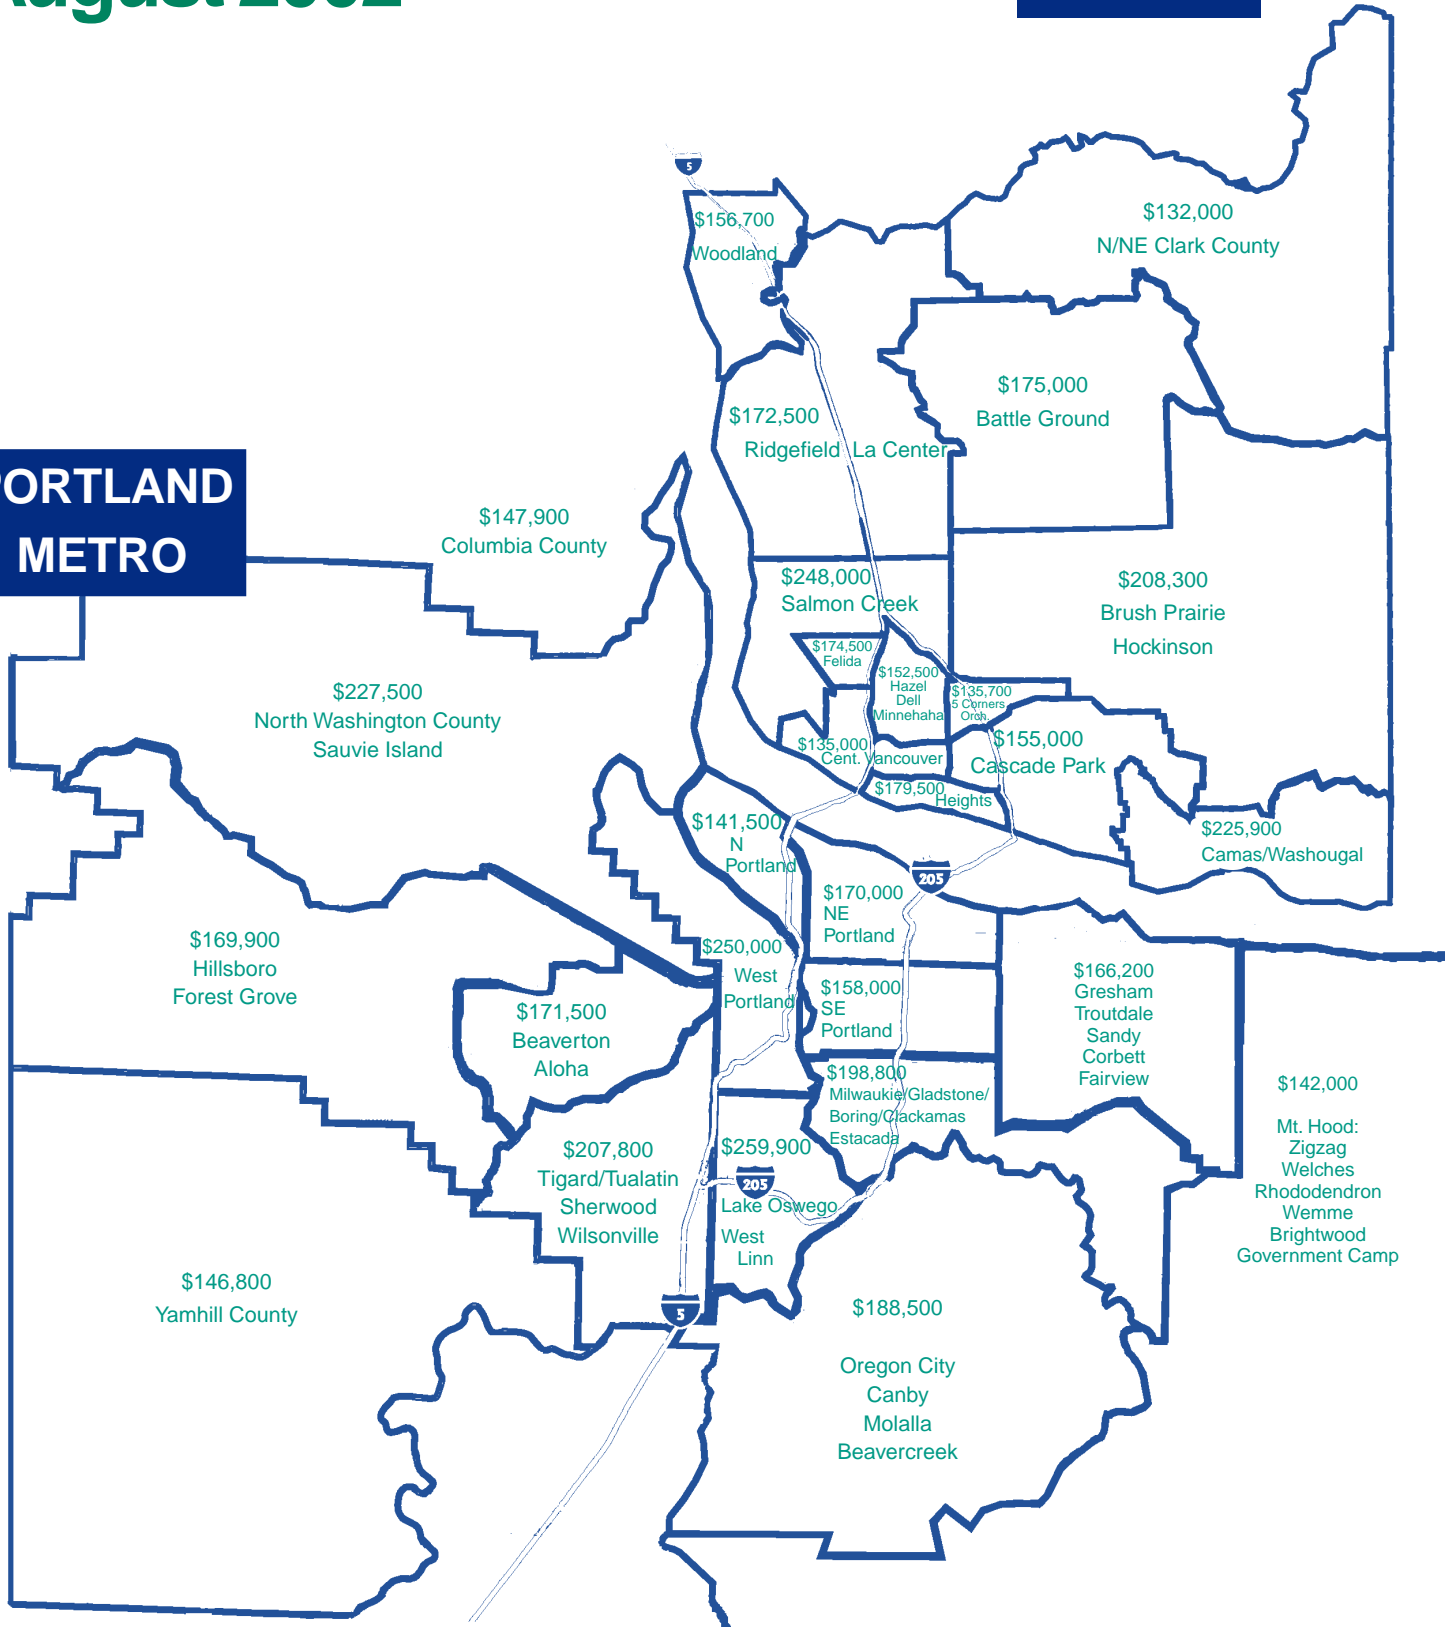 August 2002
5
$156,700
Woodland
$132,000
N/NE Clark County
$175,000
Battle Ground
$172,500
Ridgefield La Center
PORTLAND
METRO
$147,900
Columbia County
$248,000
Salmon Creek
$208,300
Brush Prairie
Hockinson
$174,500
Felida
$152,500
Hazel
Dell
Minnehaha
$135,700
5 Corners
Orch.
$227,500
North Washington County
Sauvie Island
$135,000
Cent. Vancouver
$155,000
Cascade Park
$179,500
Heights
$141,500
N
Portland
$225,900
Camas/Washougal
205
$170,000
NE
Portland
$169,900
Hillsboro
Forest Grove
$250,000
West
Portland
$158,000
SE
Portland
$166,200
Gresham
Troutdale
Sandy
Corbett
Fairview
$171,500
Beaverton
Aloha
$198,800
Milwaukie/Gladstone/
Boring/Clackamas
Estacada
$142,000
Mt. Hood:
Zigzag
Welches
Rhododendron
Wemme
Brightwood
Government Camp
$207,800
Tigard/Tualatin
Sherwood
Wilsonville
$259,900
205
Lake Oswego
West
Linn
$146,800
Yamhill County
5
$188,500
Oregon City
Canby
Molalla
Beavercreek